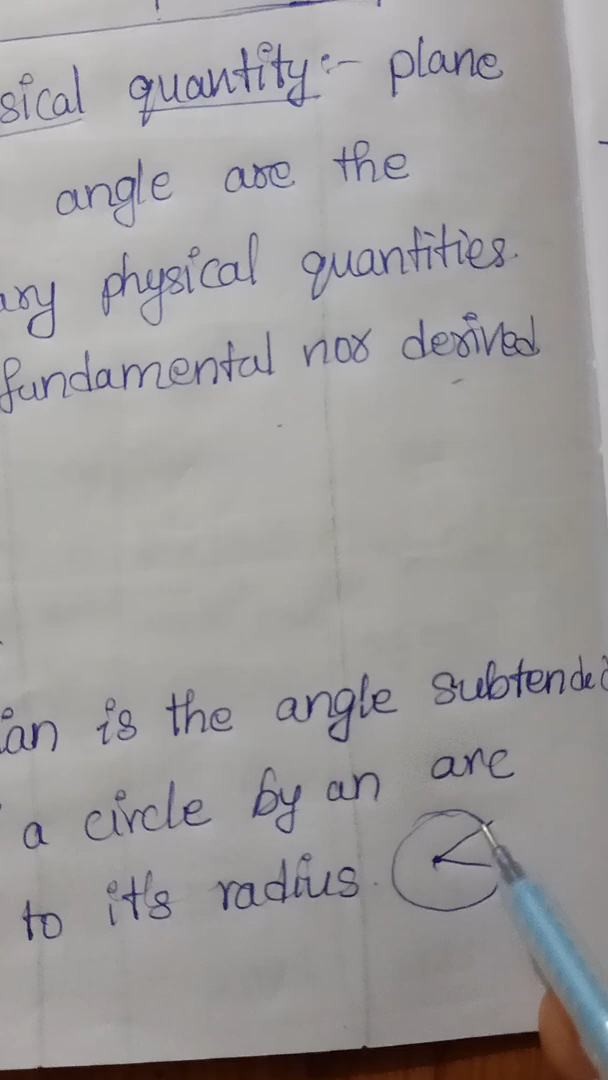 sical quantity:- plane
angle are the
ary physical quantities.
fundamental nor derived
ian is the angle subtended
a circle by an arc
to it's radius.